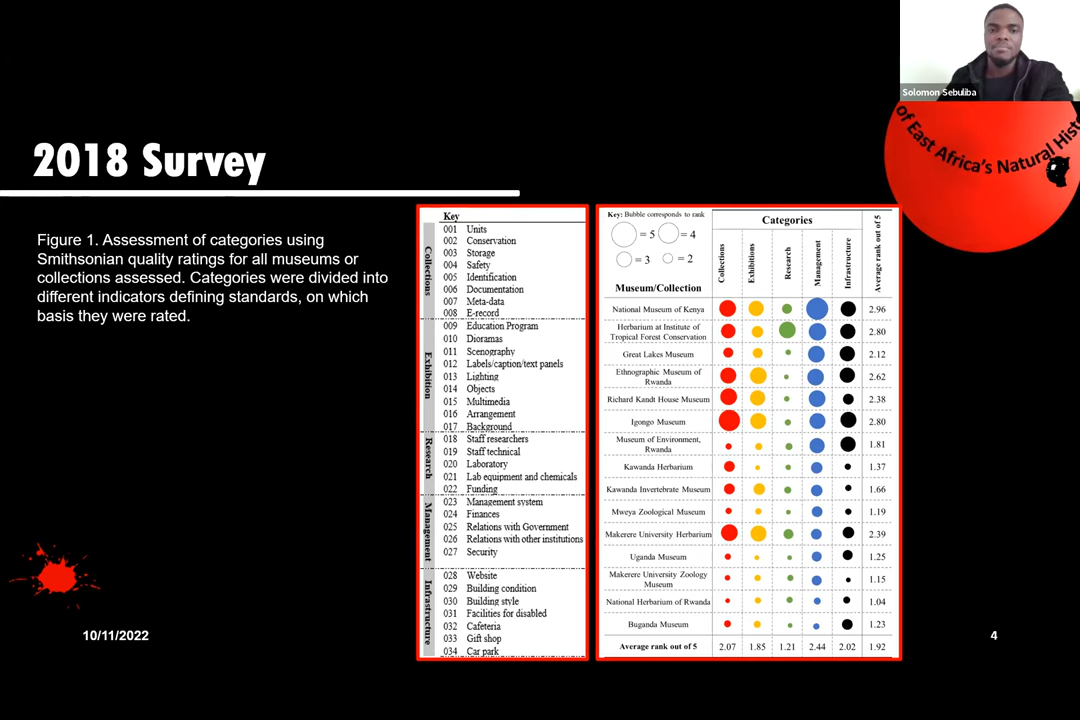 Solomon Sebuliba
of East Africa's Natural Hist
2018 Survey
Figure 1. Assessment of categories using
Smithsonian quality ratings for all museums or
collections assessed. Categories were divided into
different indicators defining standards, on which
basis they were rated.
Key
Collections
001 Units
002 Conservation
003 Storage
004 Safety
005 Identification
006 Documentation
007 Meta-data
008 E-record
Exhibition
009 Education Program
010 Dioramas
011 Scenography
012 Labels/caption/text panels
013 Lighting
014 Objects
015 Multimedia
016 Arrangement
017 Background
Research
018 Staff researchers
019 Staff technical
020 Laboratory
021 Lab equipment and chemicals
022 Funding
Management
023 Management system
024 Finances
025 Relations with Government
026 Relations with other institutions
027 Security
Infrastructure
028 Website
029 Building condition
030 Building style
031 Facilities for disabled
032 Cafeteria
033 Gift shop
034 Car park
Key: Bubble corresponds to rank
= 5 = 4
= 3 = 2
Categories
Museum/Collection
Collections
Exhibitions
Research
Management
Infrastructure
Average rank out of 5
National Museum of Kenya 2.96
Herbarium at Institute of
Tropical Forest Conservation 2.80
Great Lakes Museum 2.12
Ethnographic Museum of
Rwanda 2.62
Richard Kandt House Museum 2.38
Igongo Museum 2.80
Museum of Environment,
Rwanda 1.81
Kawanda Herbarium 1.37
Kawanda Invertebrate Museum 1.66
Mweya Zoological Museum 1.19
Makerere University Herbarium 2.39
Uganda Museum 1.25
Makerere University Zoology
Museum 1.15
National Herbarium of Rwanda 1.04
Buganda Museum 1.23
Average rank out of 5 2.07 1.85 1.21 2.44 2.02 1.92
10/11/2022
4